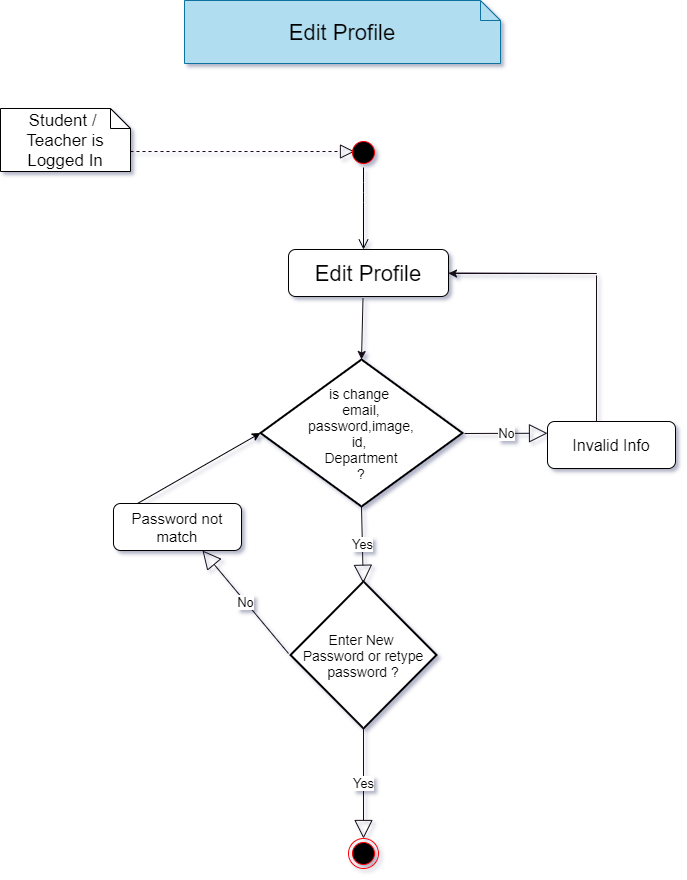 Edit Profile
Student /
Teacher is
Logged In
Edit Profile
is change
email,
password,image,
id,
Department
?
No
Invalid Info
Password not
match
Yes
No
Enter New
Password or retype
password ?
Yes